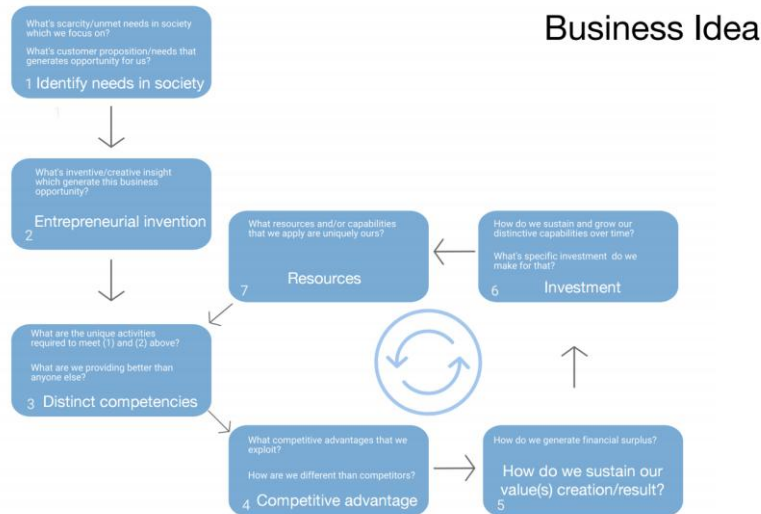 Business Idea
What's scarcity/unmet needs in society
which we focus on?
What's customer proposition/needs that
generates opportunity for us?
1 Identify needs in society
What's inventive/creative insight
which generate this business
opportunity?
Entrepreneurial invention
2
What are the unique activities
required to meet (1) and (2) above?
What are we providing better than
anyone else?
3 Distinct competencies
What competitive advantages that we
exploit?
How are we different than competitors?
4 Competitive advantage
How do we generate financial surplus?
How do we sustain our
value(s) creation/result?
5
How do we sustain and grow our
distinctive capabilities over time?
What's specific investment do we
make for that?
6 Investment
What resources and/or capabilities
that we apply are uniquely ours?
Resources
7